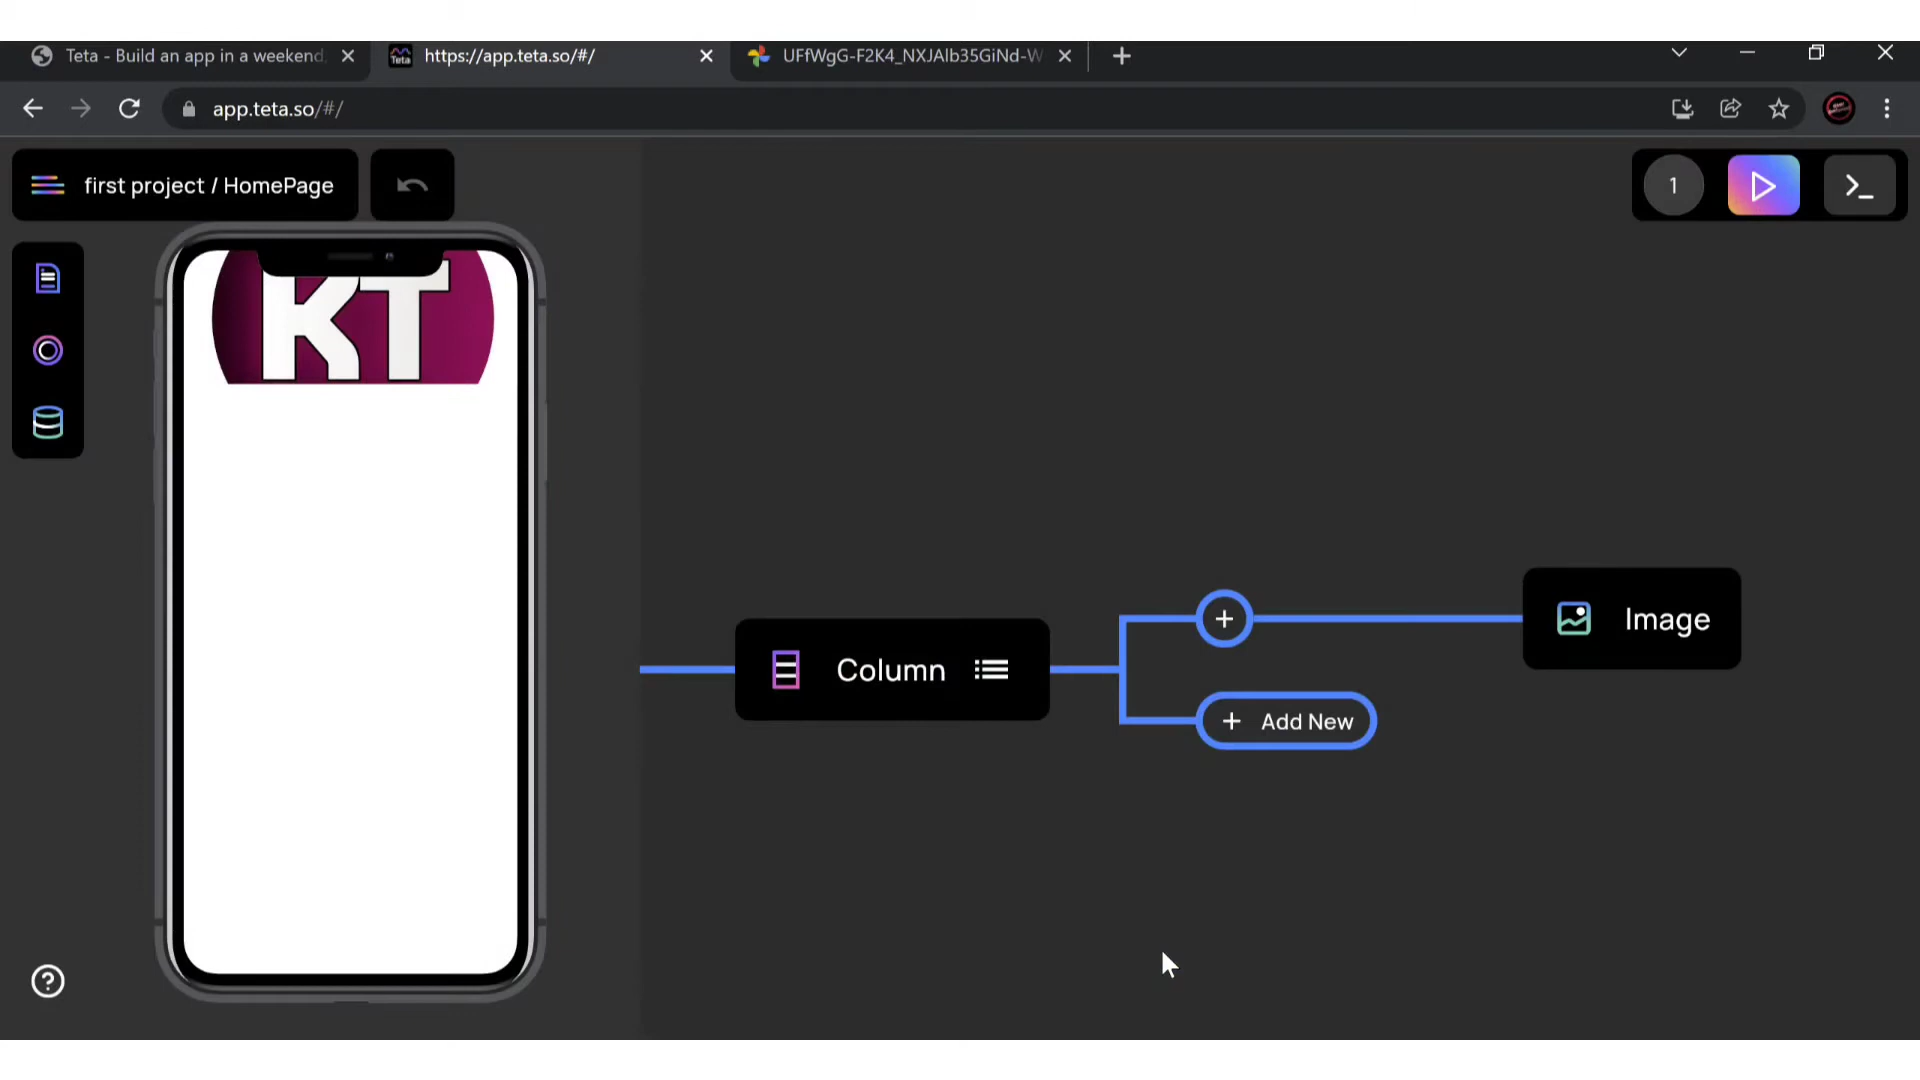 Teta - Build an app in a weekend.
https://app.teta.so/#/
UFfWgG-F2K4_NXJAlb35GiNd-W
app.teta.so/#/
first project / HomePage
1
KT
Image
Column
Add New